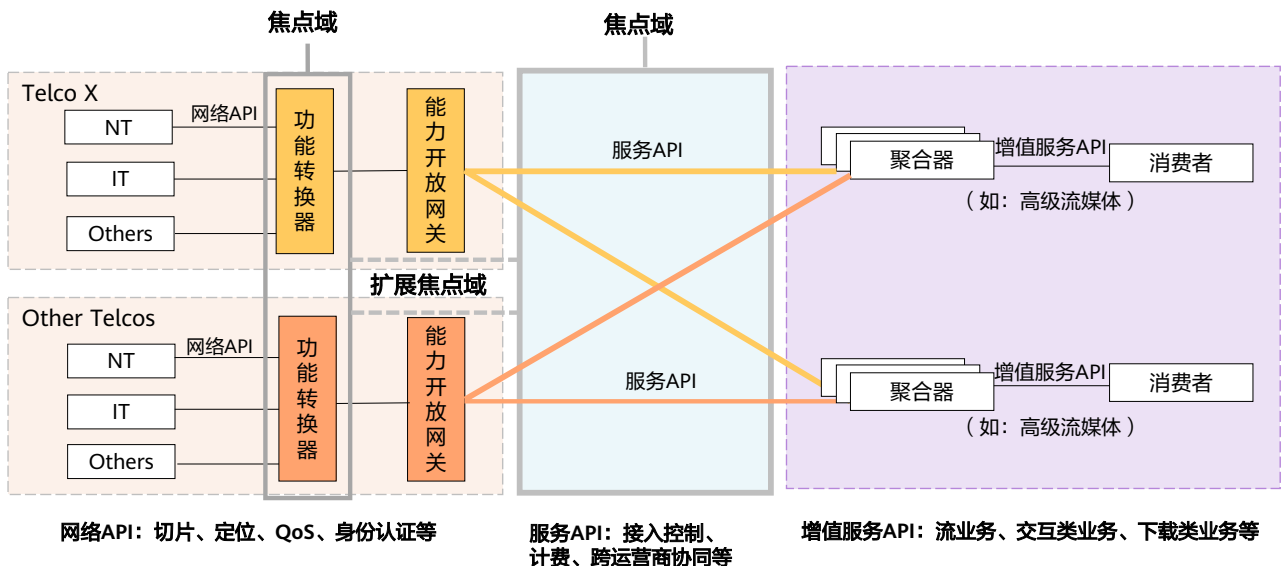 焦点域
焦点域
Telco X
NT
网络API
IT
Others
功能转换器
能力开放网关
服务API
聚合器
增值服务API
消费者
（如：高级流媒体）
扩展焦点域
Other Telcos
NT
网络API
IT
Others
功能转换器
能力开放网关
服务API
聚合器
增值服务API
消费者
（如：高级流媒体）
网络API：切片、定位、QoS、身份认证等
服务API：接入控制、
计费、跨运营商协同等
增值服务API：流业务、交互类业务、下载类业务等